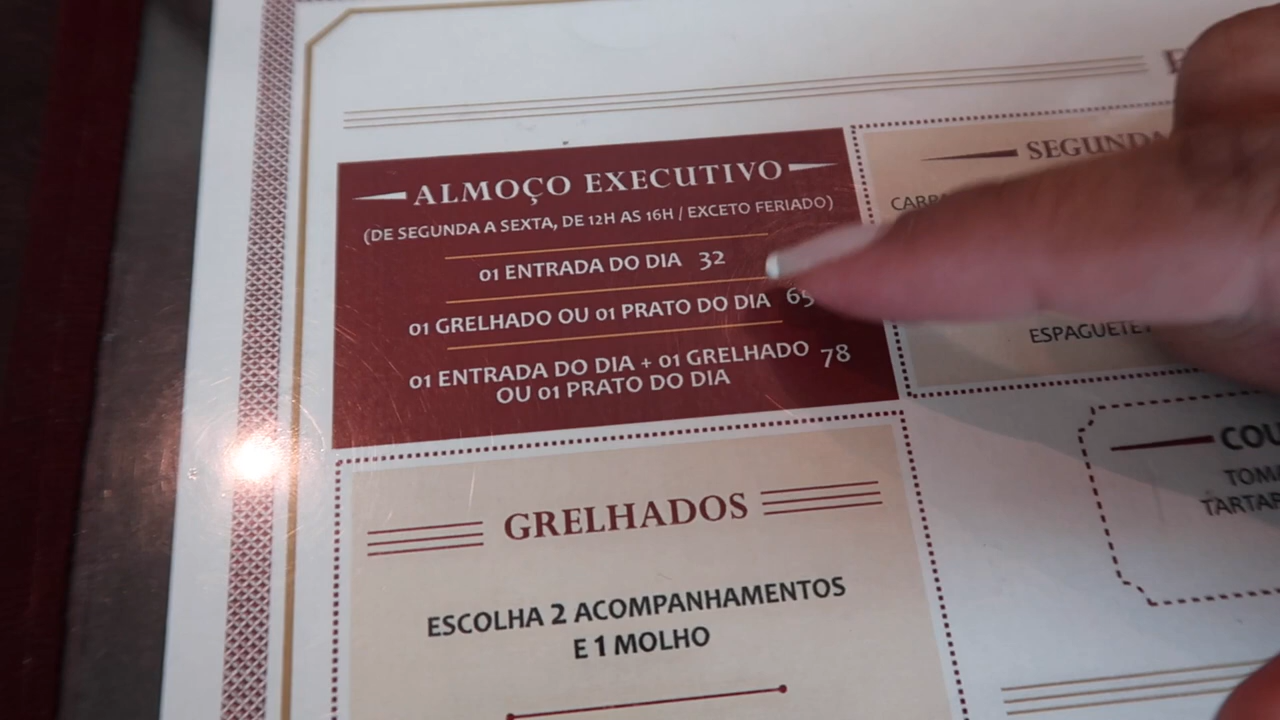 ALMOÇO EXECUTIVO
(DE SEGUNDA A SEXTA, DE 12H AS 16H / EXCETO FERIADO)
01 ENTRADA DO DIA 32
01 GRELHADO OU 01 PRATO DO DIA 65
01 ENTRADA DO DIA + 01 GRELHADO 78
OU 01 PRATO DO DIA
GRELHADOS
ESCOLHA 2 ACOMPANHAMENTOS
E 1 MOLHO
ESPAGUETE